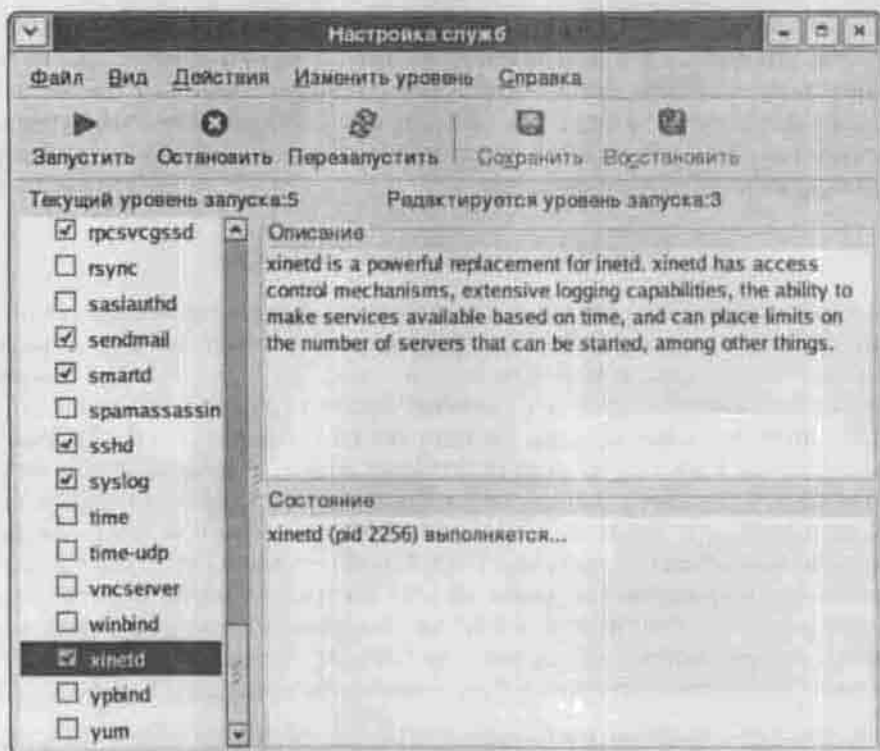 Настройка служб
Файл Вид Действия Изменить уровень Справка
Запустить Остановить Перезапустить Сохранить Восстановить
Текущий уровень запуска:5 Редактируется уровень запуска:3
rpcsvcgssd
rsync
saslauthd
sendmail
smartd
spamassassin
sshd
syslog
time
time-udp
vncserver
winbind
xinetd
ypbind
yum
Описание
xinetd is a powerful replacement for inetd. xinetd has access
control mechanisms, extensive logging capabilities, the ability to
make services available based on time, and can place limits on
the number of servers that can be started, among other things.
Состояние
xinetd (pid 2256) выполняется...